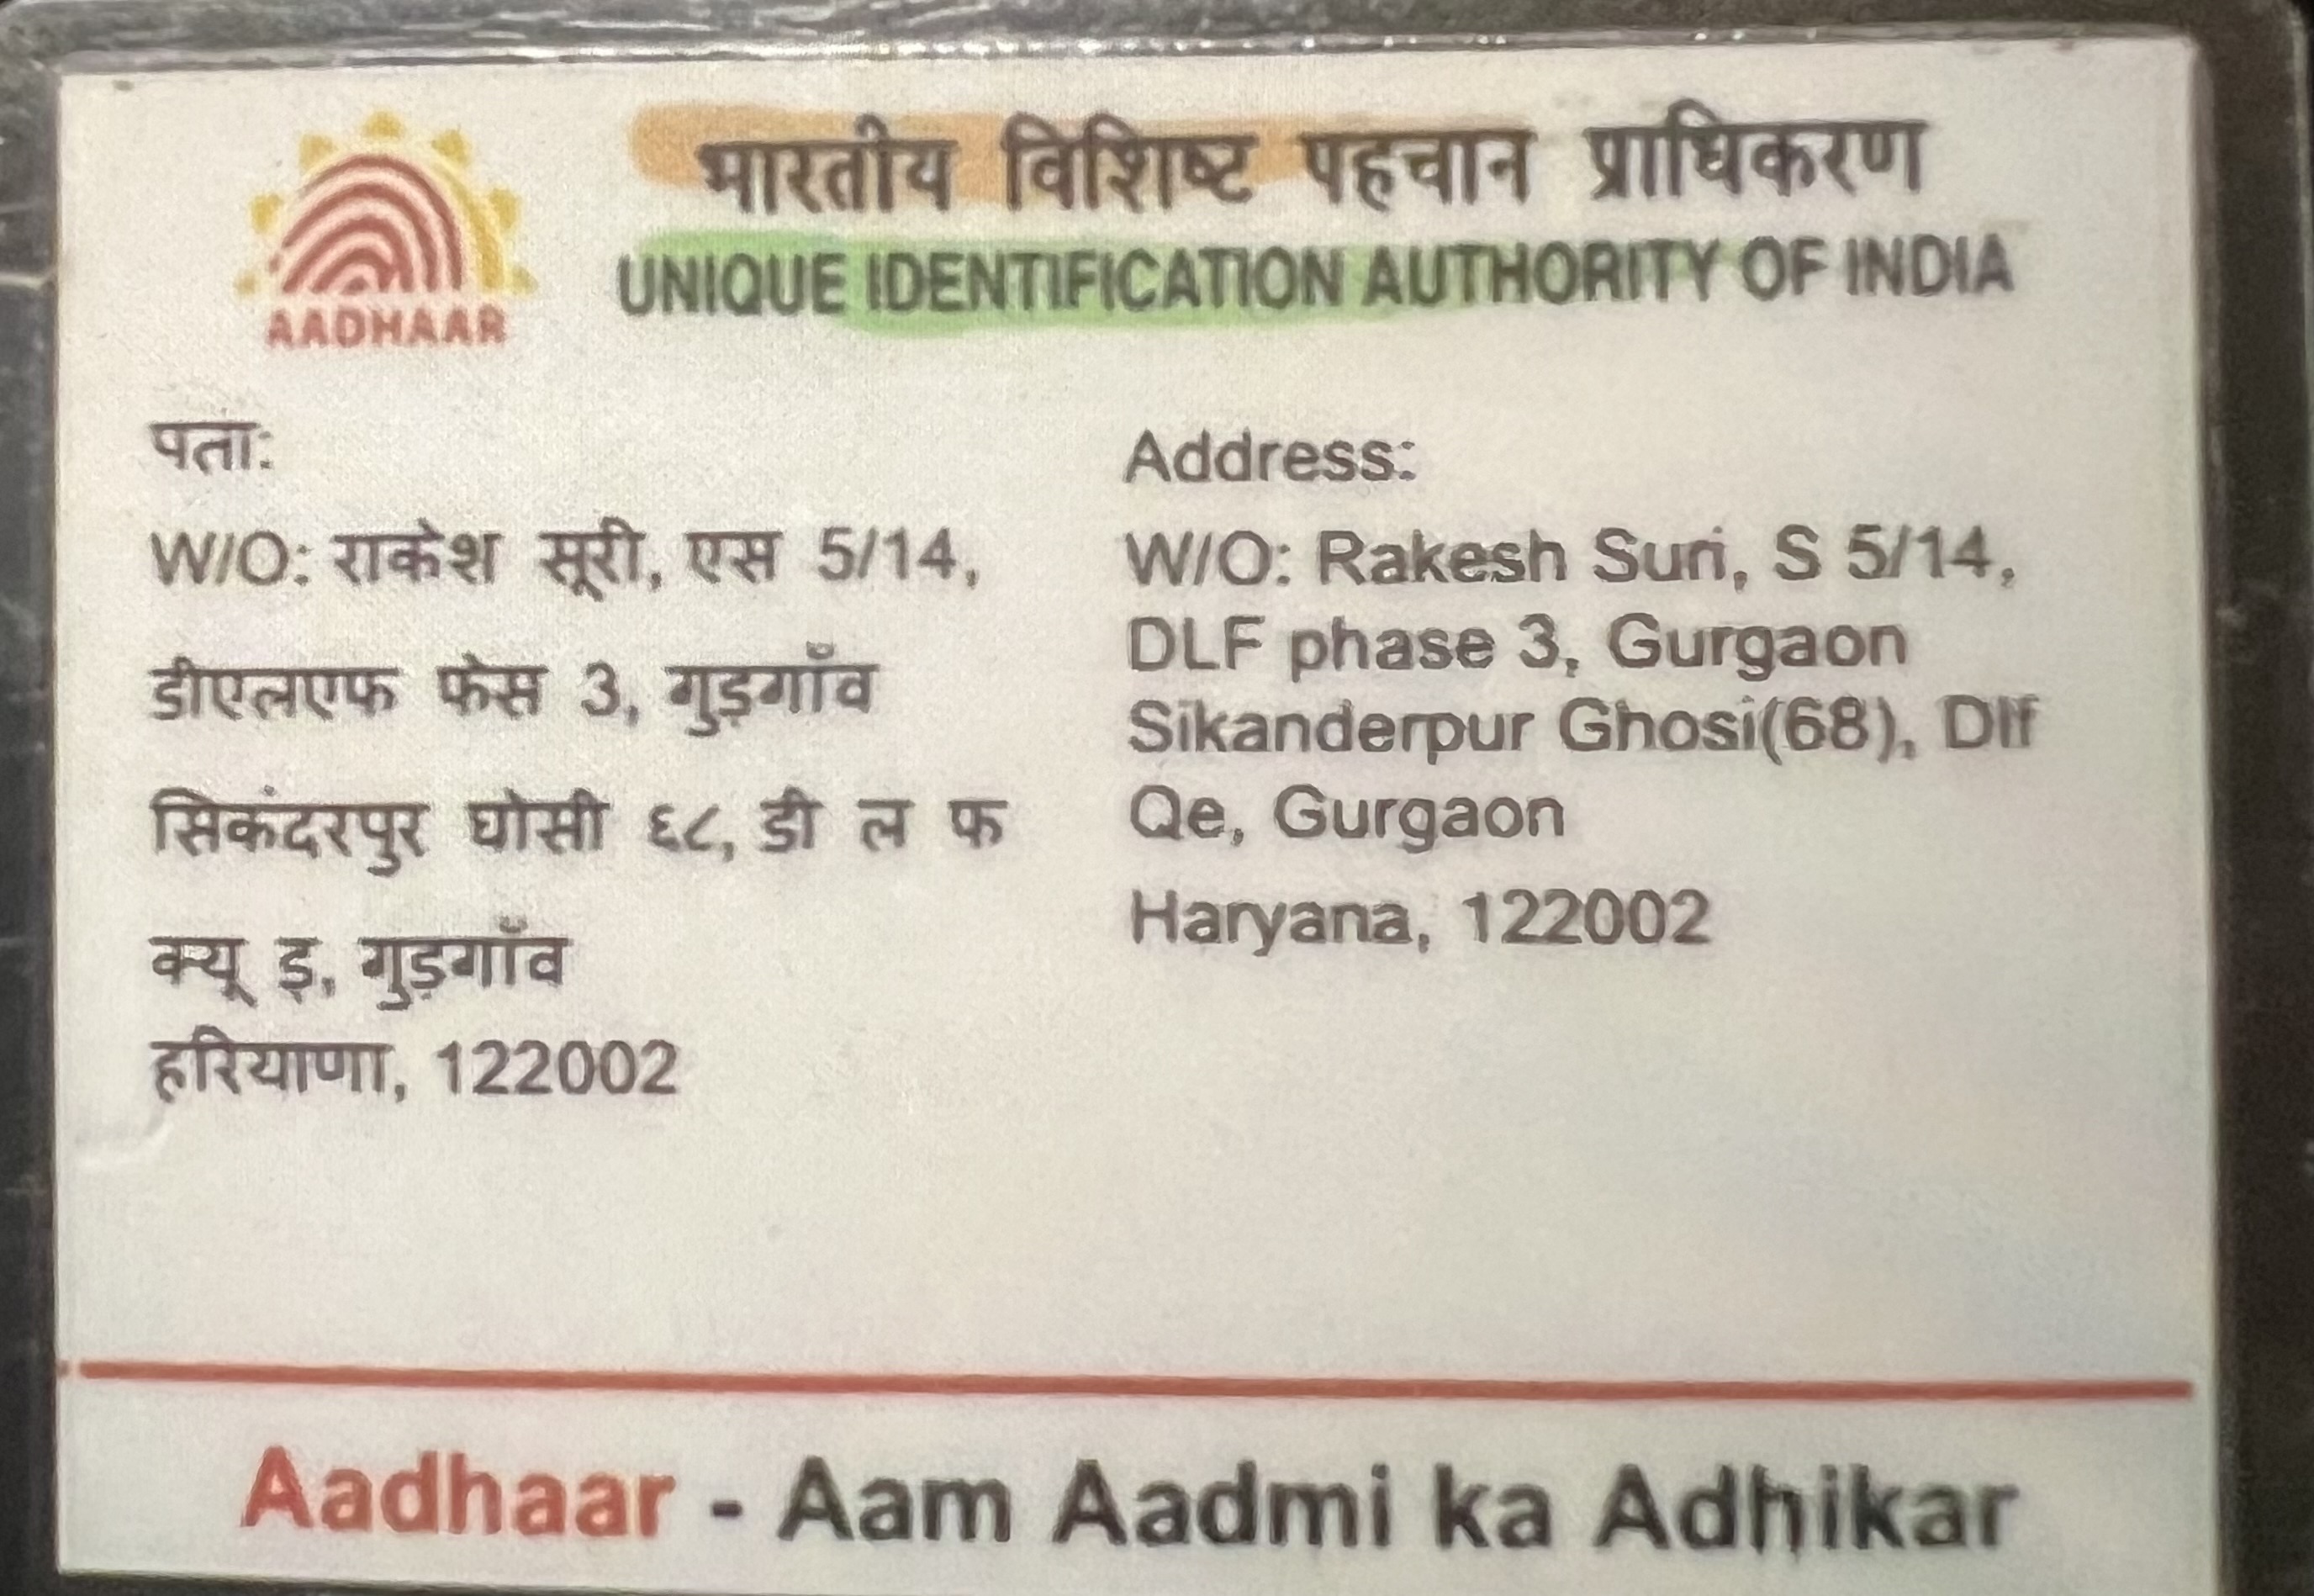 भारतीय विशिष्ट पहचान प्राधिकरण
UNIQUE IDENTIFICATION AUTHORITY OF INDIA
AADHAAR
पता:
W/O: राकेश सूरी, एस 5/14,
डीएलएफ फेस 3, गुड़गाँव
सिकंदरपुर घोसी ६८, डी ल फ
क्यू इ, गुड़गाँव
हरियाणा, 122002
Address:
W/O: Rakesh Suri, S 5/14,
DLF phase 3, Gurgaon
Sikanderpur Ghosi(68), Dlf
Qe, Gurgaon
Haryana, 122002
Aadhaar - Aam Aadmi ka Adhikar